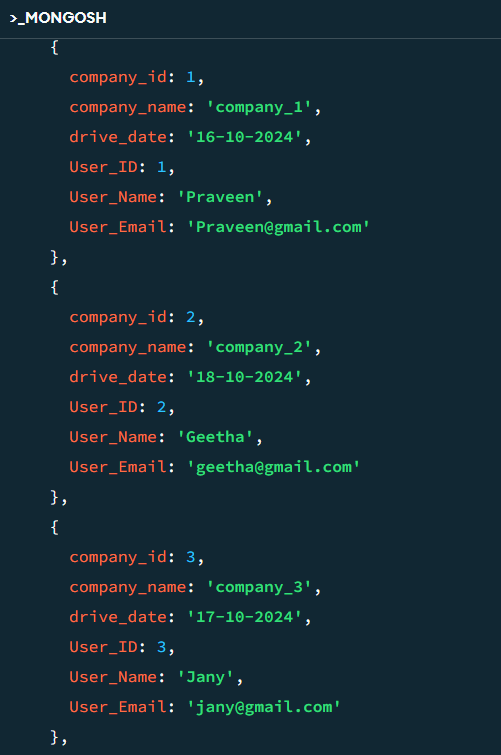 >_MONGOSH
{
company_id: 1,
company_name: 'company_1',
drive_date: '16-10-2024',
User_ID: 1,
User_Name: 'Praveen',
User_Email: 'Praveen@gmail.com'
},
{
company_id: 2,
company_name: 'company_2',
drive_date: '18-10-2024',
User_ID: 2,
User_Name: 'Geetha',
User_Email: 'geetha@gmail.com'
},
{
company_id: 3,
company_name: 'company_3',
drive_date: '17-10-2024',
User_ID: 3,
User_Name: 'Jany',
User_Email: 'jany@gmail.com'
},